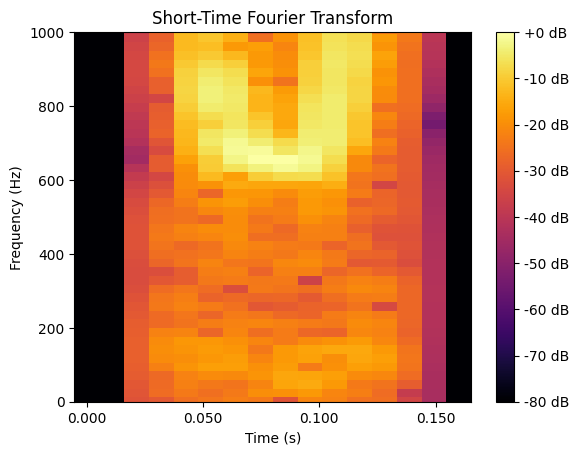 Short-Time Fourier Transform
Frequency (Hz)
1000
800
600
400
200
0
0.000
0.050
0.100
0.150
Time (s)
+0 dB
-10 dB
-20 dB
-30 dB
-40 dB
-50 dB
-60 dB
-70 dB
-80 dB